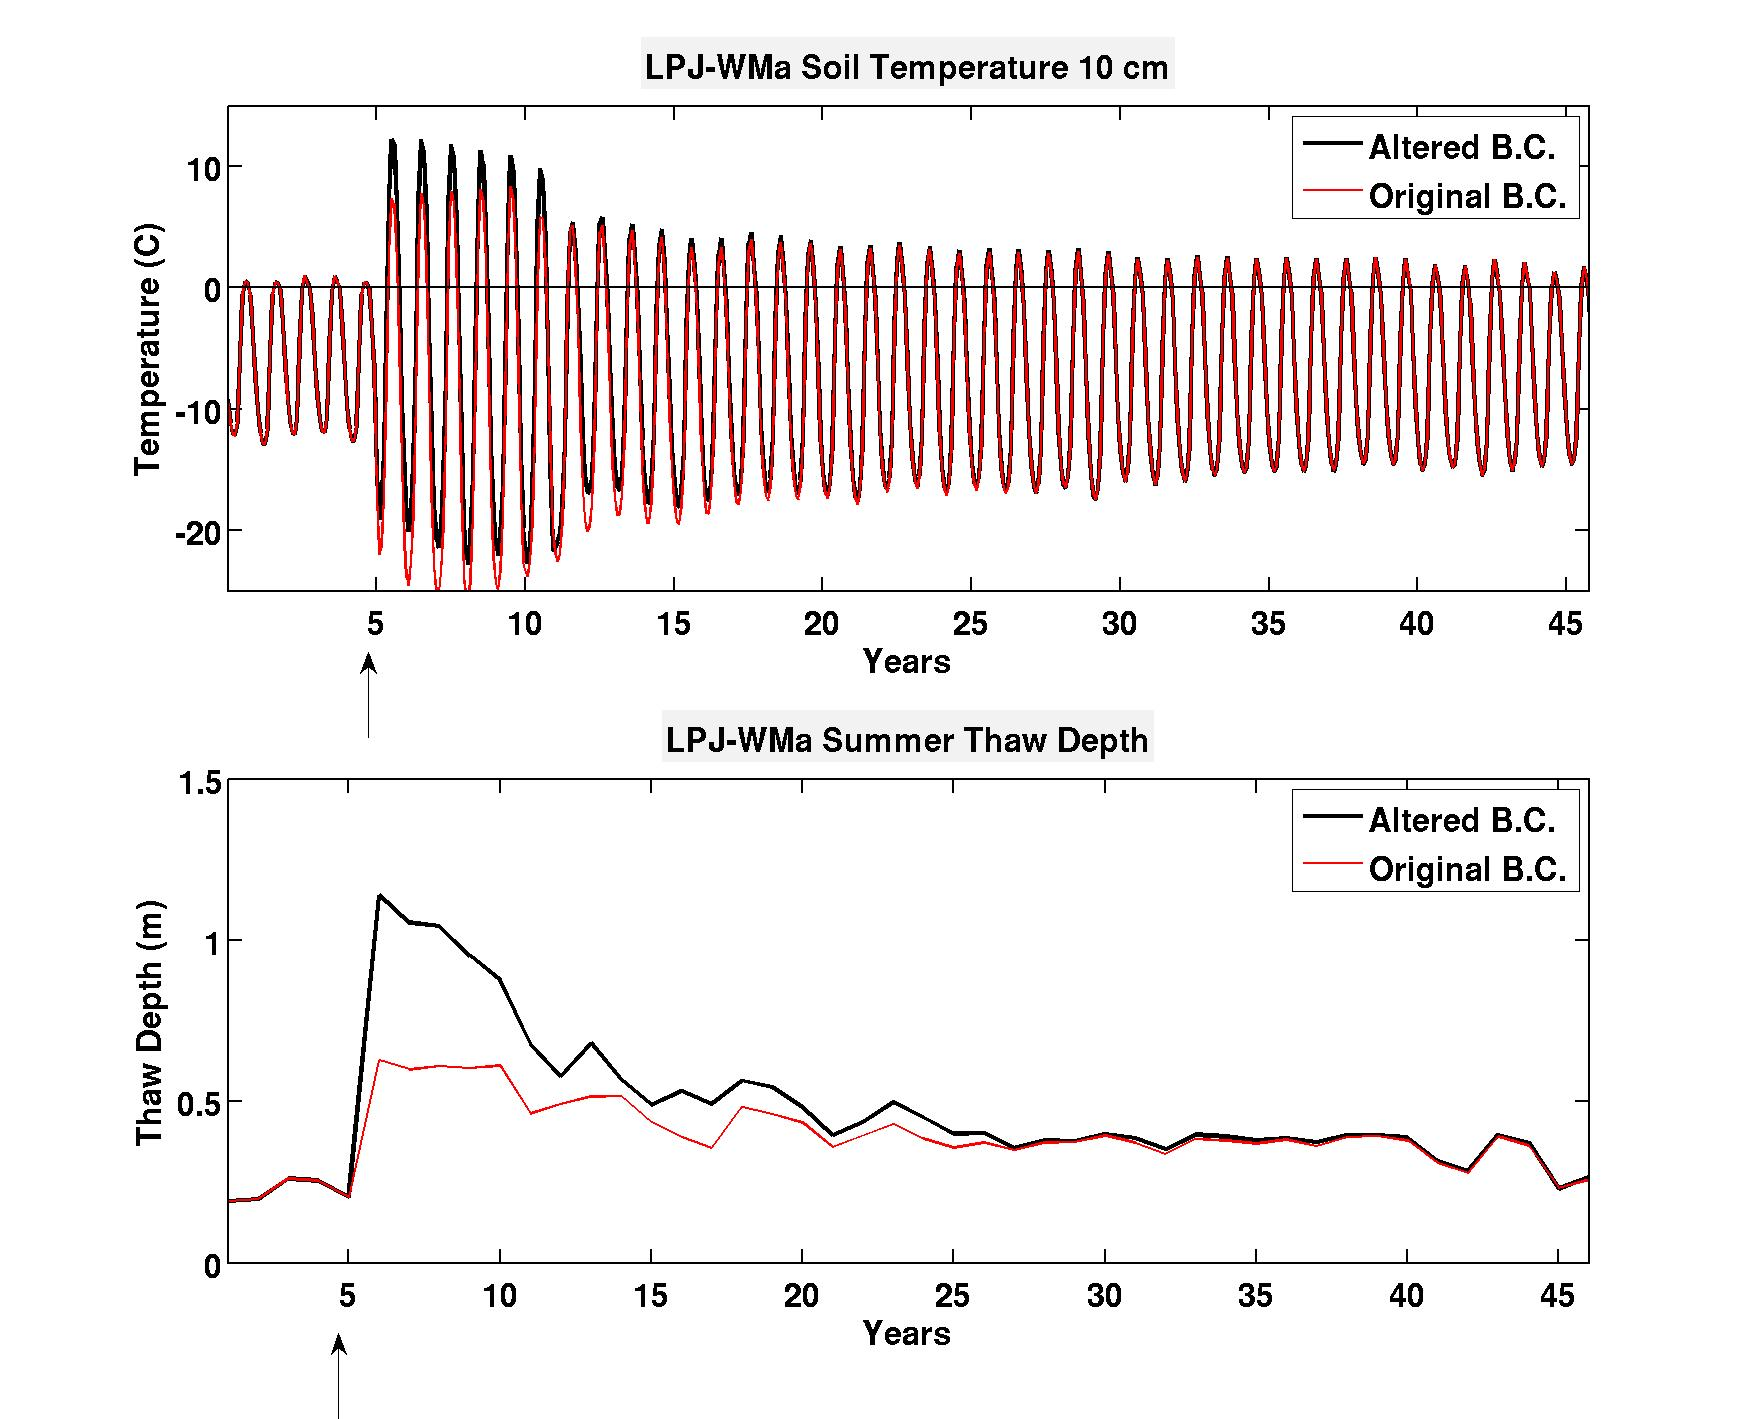 LPJ-WMa Soil Temperature 10 cm
Altered B.C.
Original B.C.
Temperature (C)
10
0
-10
-20
5 10 15 20 25 30 35 40 45
Years
LPJ-WMa Summer Thaw Depth
Altered B.C.
Original B.C.
Thaw Depth (m)
1.5
1
0.5
0
5 10 15 20 25 30 35 40 45
Years